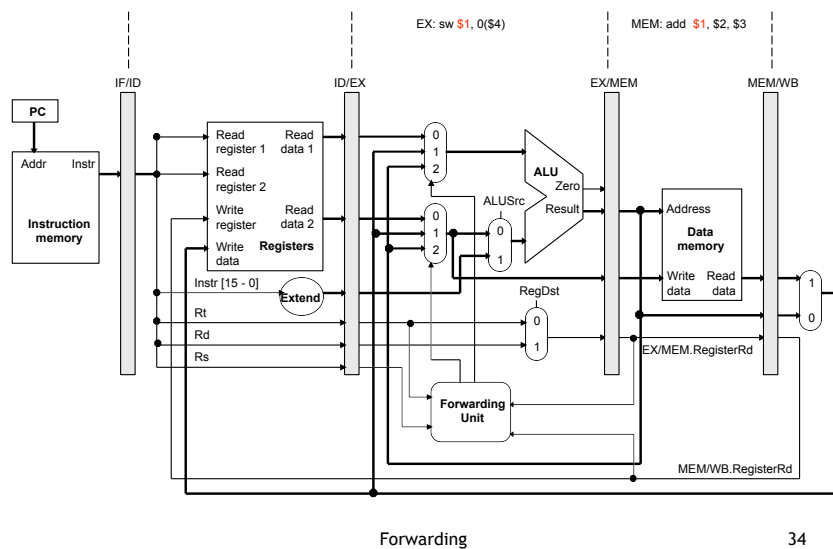 EX: sw $1, 0($4)
MEM: add $1, $2, $3
IF/ID
ID/EX
EX/MEM
MEM/WB
PC
Addr Instr
Instruction
memory
Read
register 1
Read
data 1
Read
register 2
Write
register
Read
data 2
Write
data
Registers
0
1
2
0
1
2
ALUSrc
0
1
ALU
Zero
Result
Address
Data
memory
Write
data
Read
data
1
0
Instr [15 - 0]
Extend
RegDst
0
1
Rt
Rd
Rs
EX/MEM.RegisterRd
Forwarding
Unit
MEM/WB.RegisterRd
Forwarding
34